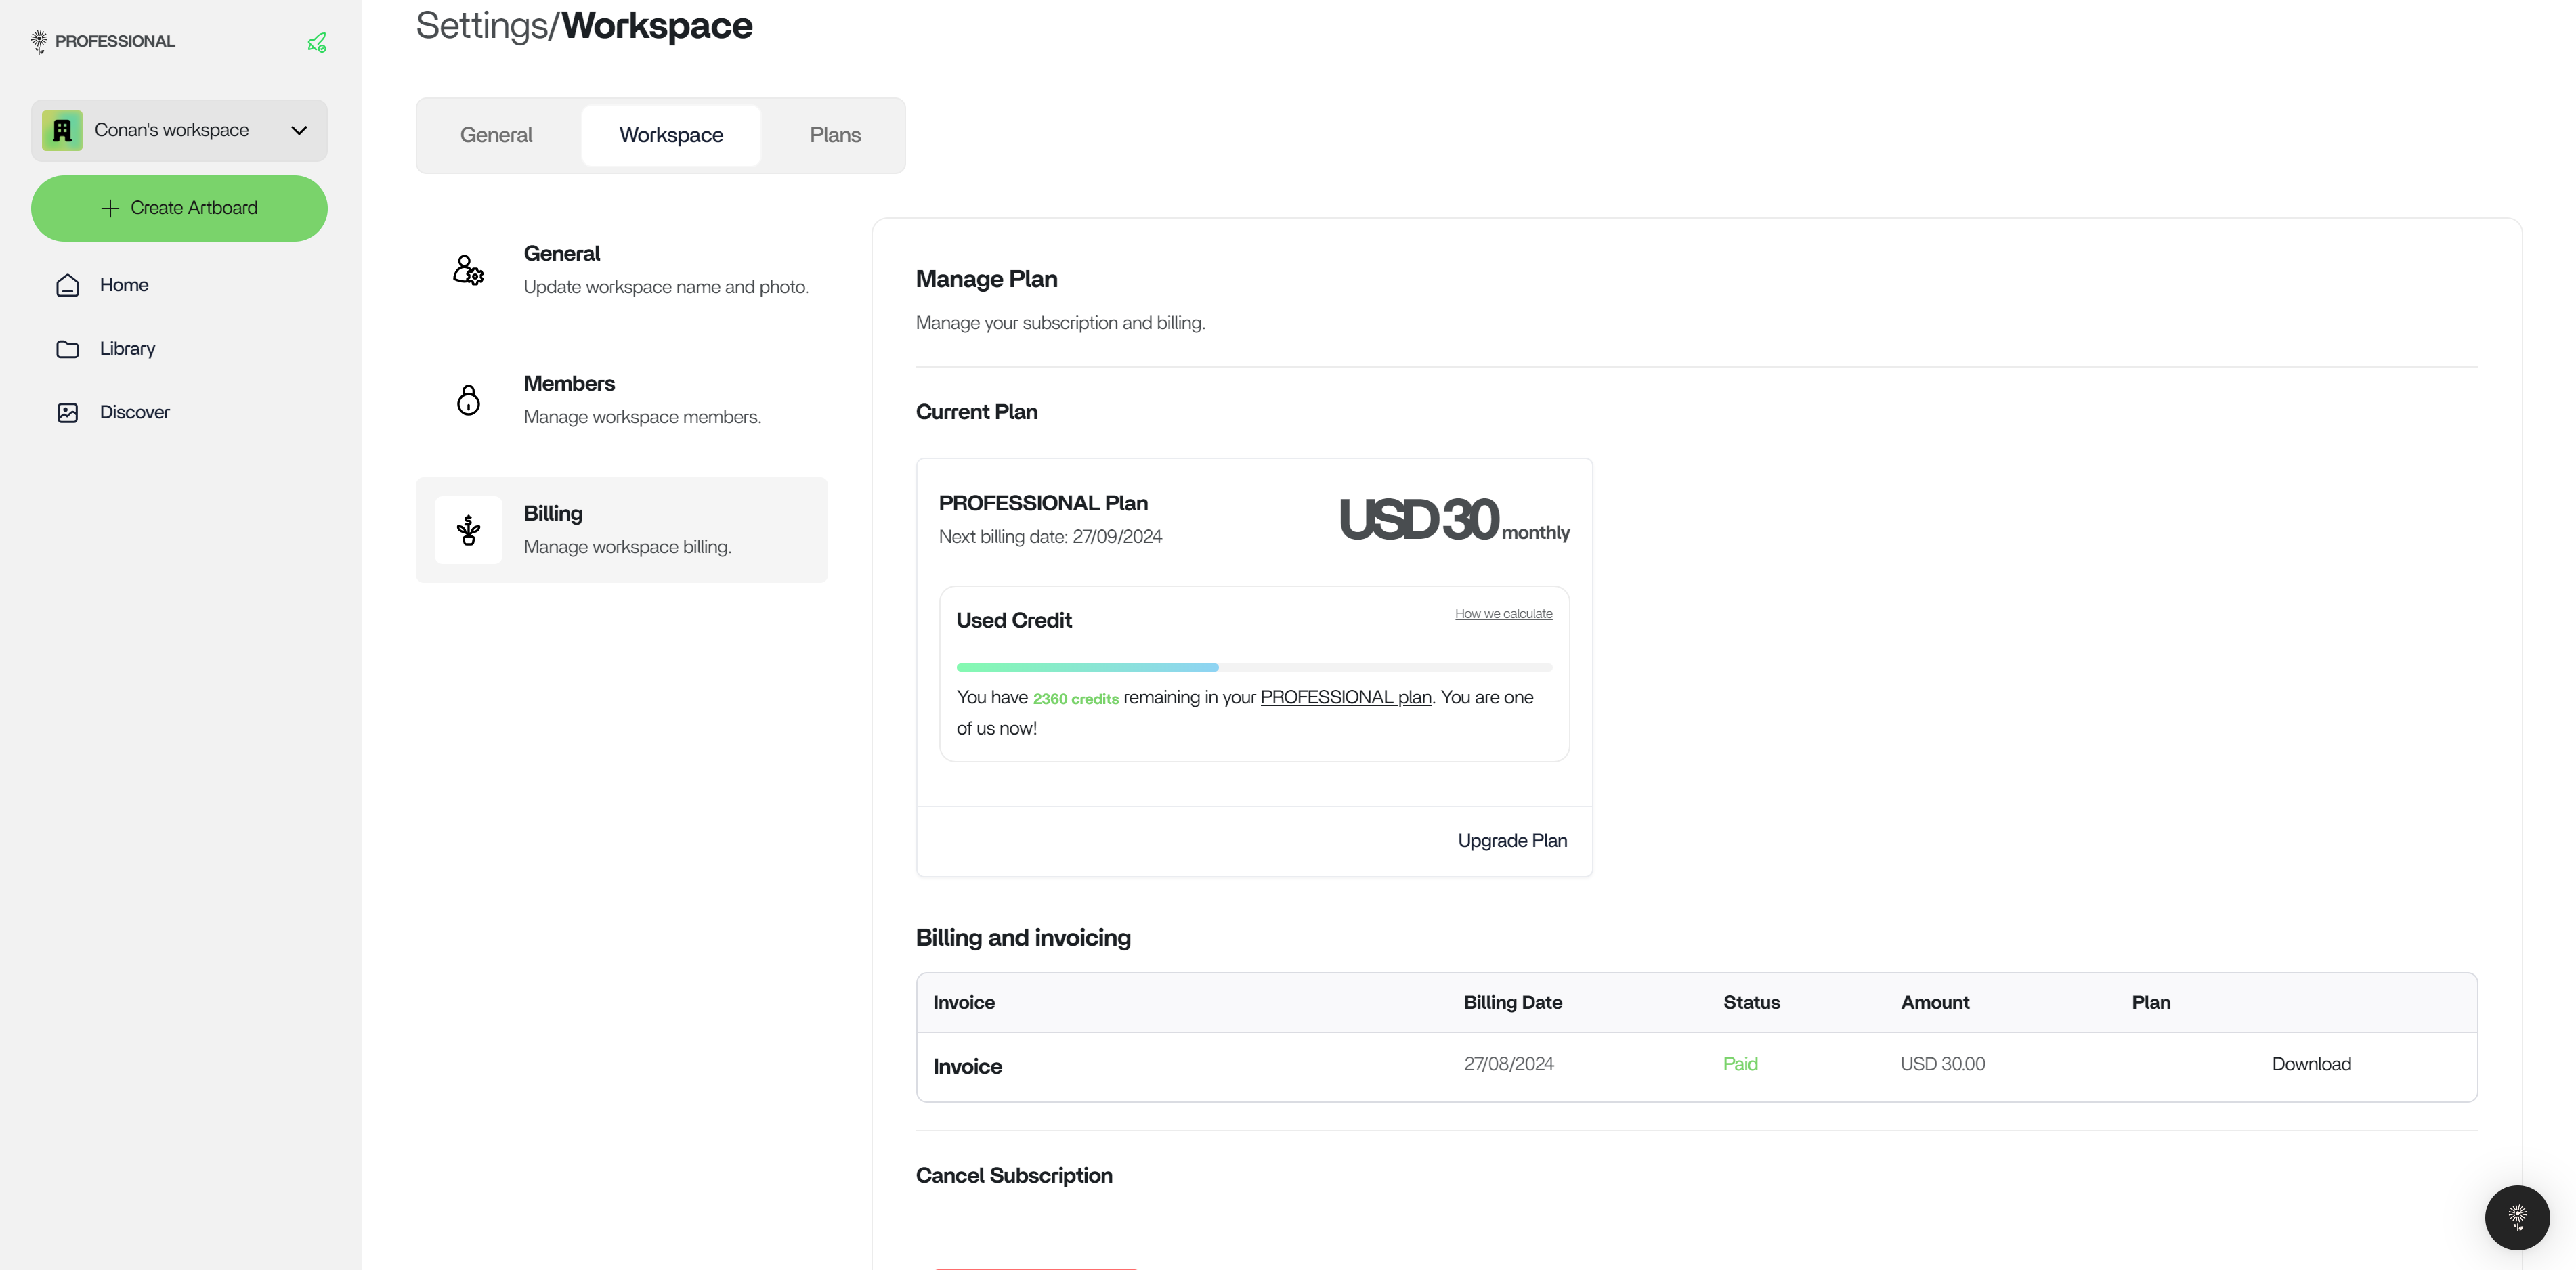 PROFESSIONAL
Conan's workspace
Create Artboard
Home
Library
Discover
Settings/Workspace
General
Workspace
Plans
General
Update workspace name and photo.
Members
Manage workspace members.
Billing
Manage workspace billing.
Manage Plan
Manage your subscription and billing.
Current Plan
PROFESSIONAL Plan
Next billing date: 27/09/2024
USD 30 monthly
Used Credit
How we calculate
You have 2360 credits remaining in your PROFESSIONAL plan. You are one
of us now!
Upgrade Plan
Billing and invoicing
Invoice Billing Date Status Amount Plan
Invoice 27/08/2024 Paid USD 30.00 Download
Cancel Subscription